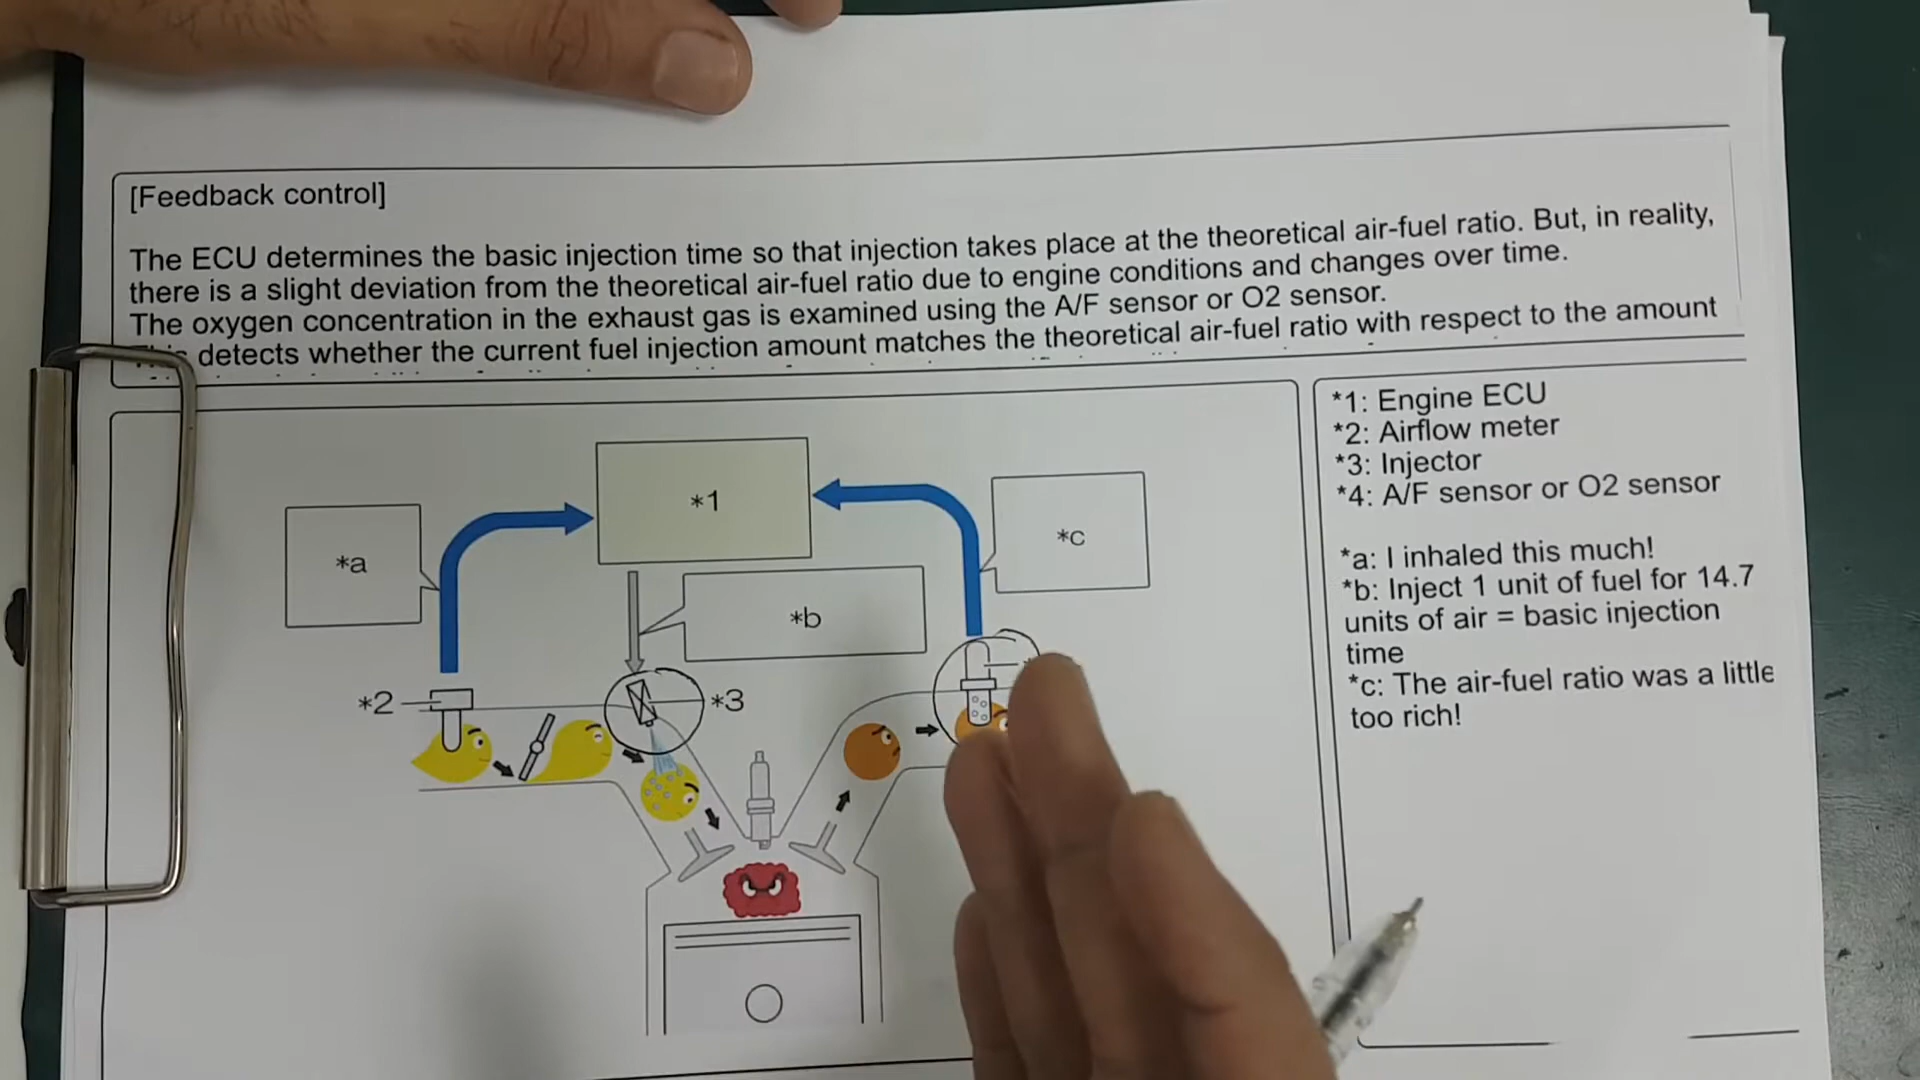 [Feedback control]
The ECU determines the basic injection time so that injection takes place at the theoretical air-fuel ratio. But, in reality,
there is a slight deviation from the theoretical air-fuel ratio due to engine conditions and changes over time.
The oxygen concentration in the exhaust gas is examined using the A/F sensor or O2 sensor.
detects whether the current fuel injection amount matches the theoretical air-fuel ratio with respect to the amount
*1
*a
*c
*b
*2
*3
*1: Engine ECU
*2: Airflow meter
*3: Injector
*4: A/F sensor or O2 sensor
*a: I inhaled this much!
*b: Inject 1 unit of fuel for 14.7
units of air = basic injection
time
*c: The air-fuel ratio was a little
too rich!